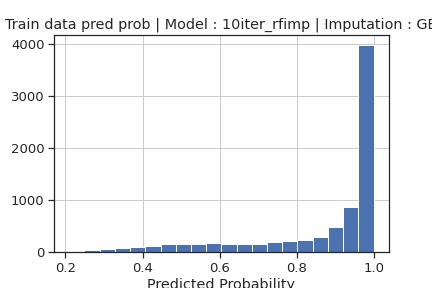 Train data pred prob | Model : 10iter_rfimp | Imputation :
4000
3000
2000
1000
0
0.2 0.4 0.6 0.8 1.0
Predicted Probability